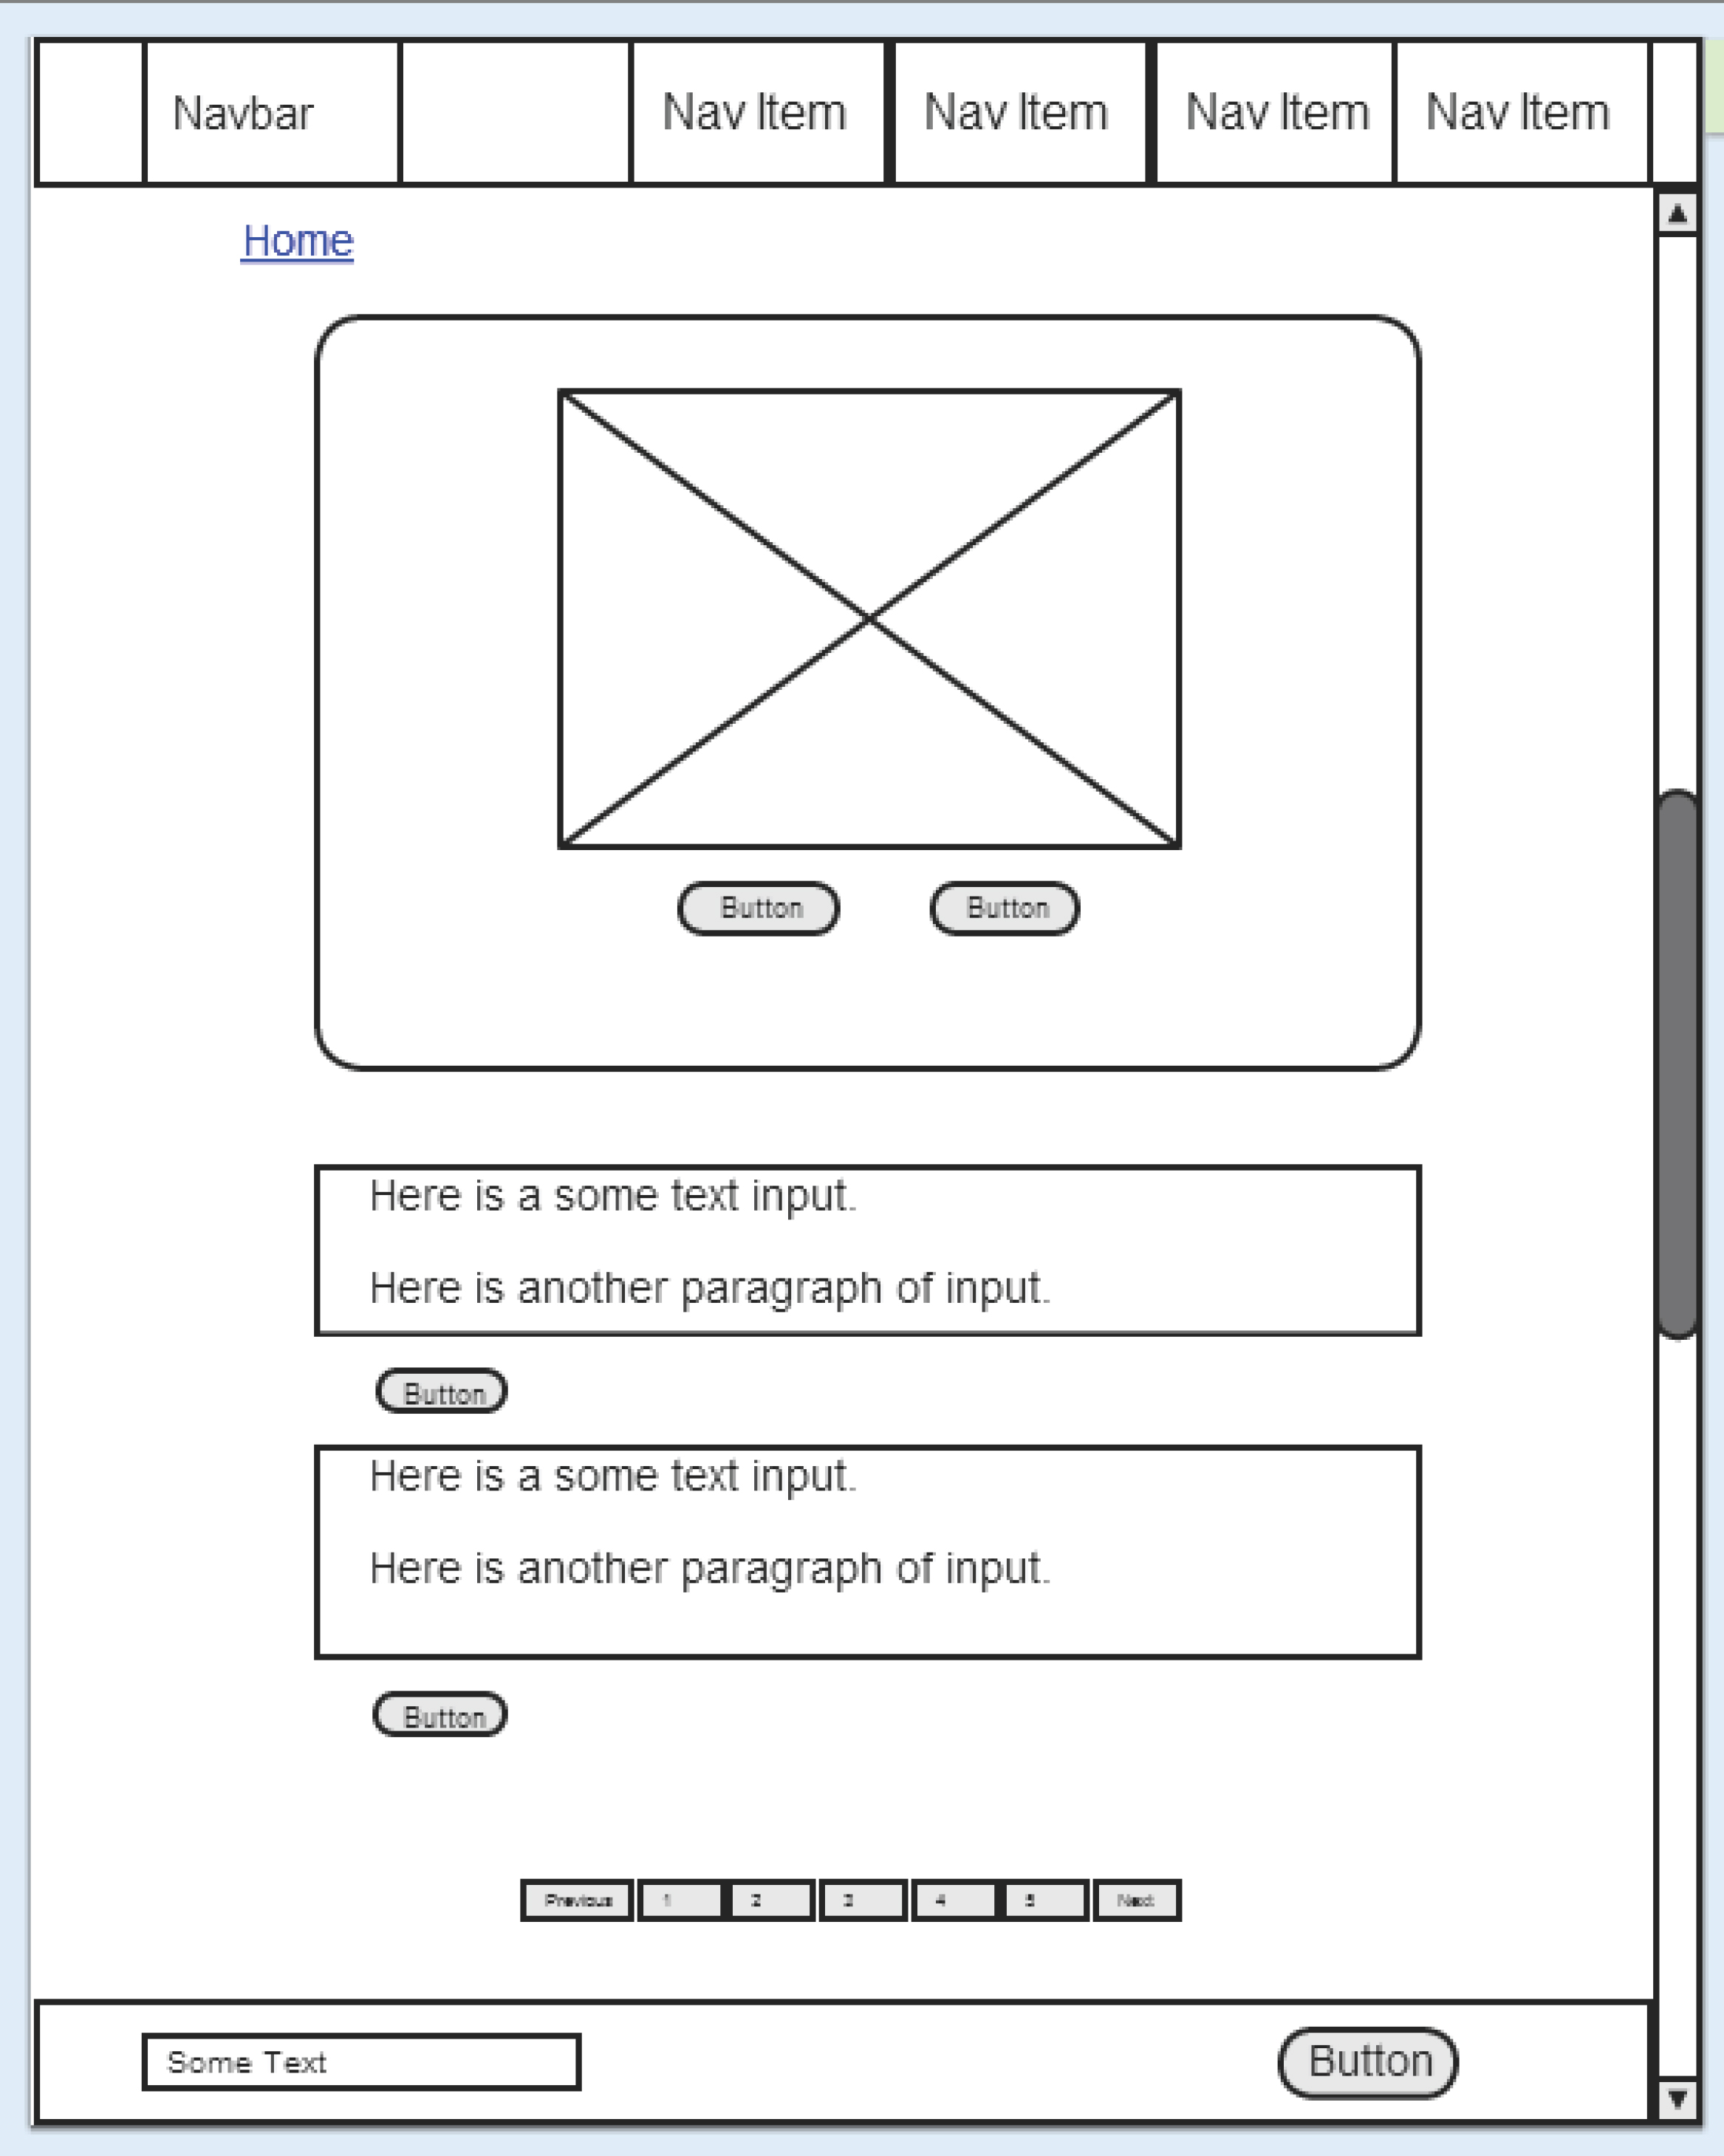 Navbar Nav Item Nav Item Nav Item Nav Item
Home
Button Button
Here is a some text input.
Here is another paragraph of input.
Button
Here is a some text input.
Here is another paragraph of input.
Button
Previous 1 2 3 4 5 Next
Some Text Button